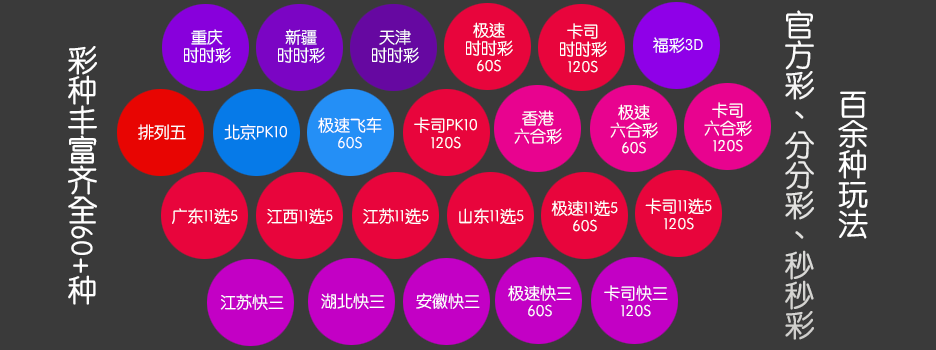 彩种丰富齐全60+种
重庆
时时彩
新疆
时时彩
天津
时时彩
极速
时时彩
60S
卡司
时时彩
120S
福彩3D
排列五
北京PK10
极速飞车
60S
卡司PK10
120S
香港
六合彩
极速
六合彩
60S
卡司
六合彩
120S
广东11选5
江西11选5
江苏11选5
山东11选5
极速11选5
60S
卡司11选5
120S
江苏快三
湖北快三
安徽快三
极速快三
60S
卡司快三
120S
官方彩、分分彩、秒秒彩
百余种玩法